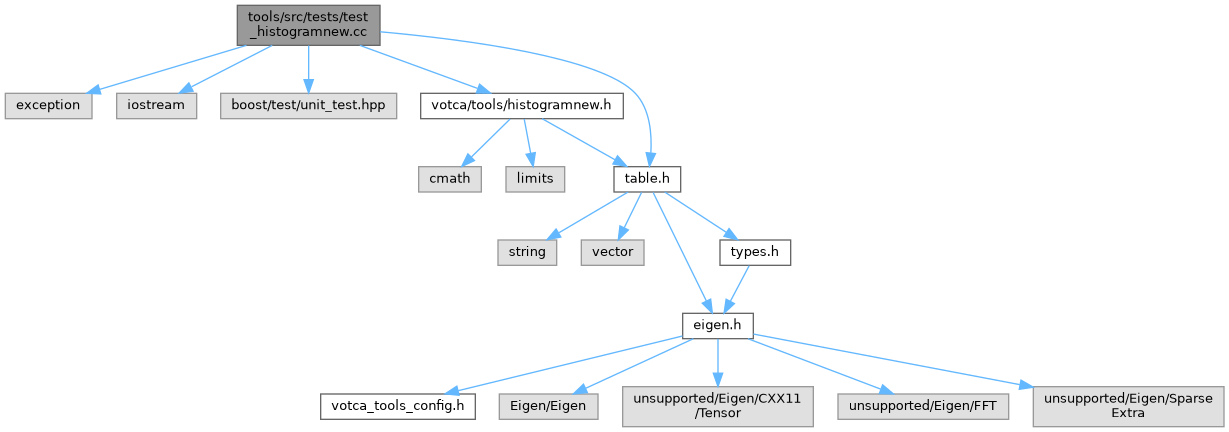 tools/src/tests/test
_histogramnew.cc
exception
iostream
boost/test/unit_test.hpp
votca/tools/histogramnew.h
cmath
limits
table.h
string
vector
types.h
eigen.h
votca_tools_config.h
Eigen/Eigen
unsupported/Eigen/CXX11
/Tensor
unsupported/Eigen/FFT
unsupported/Eigen/Sparse
Extra